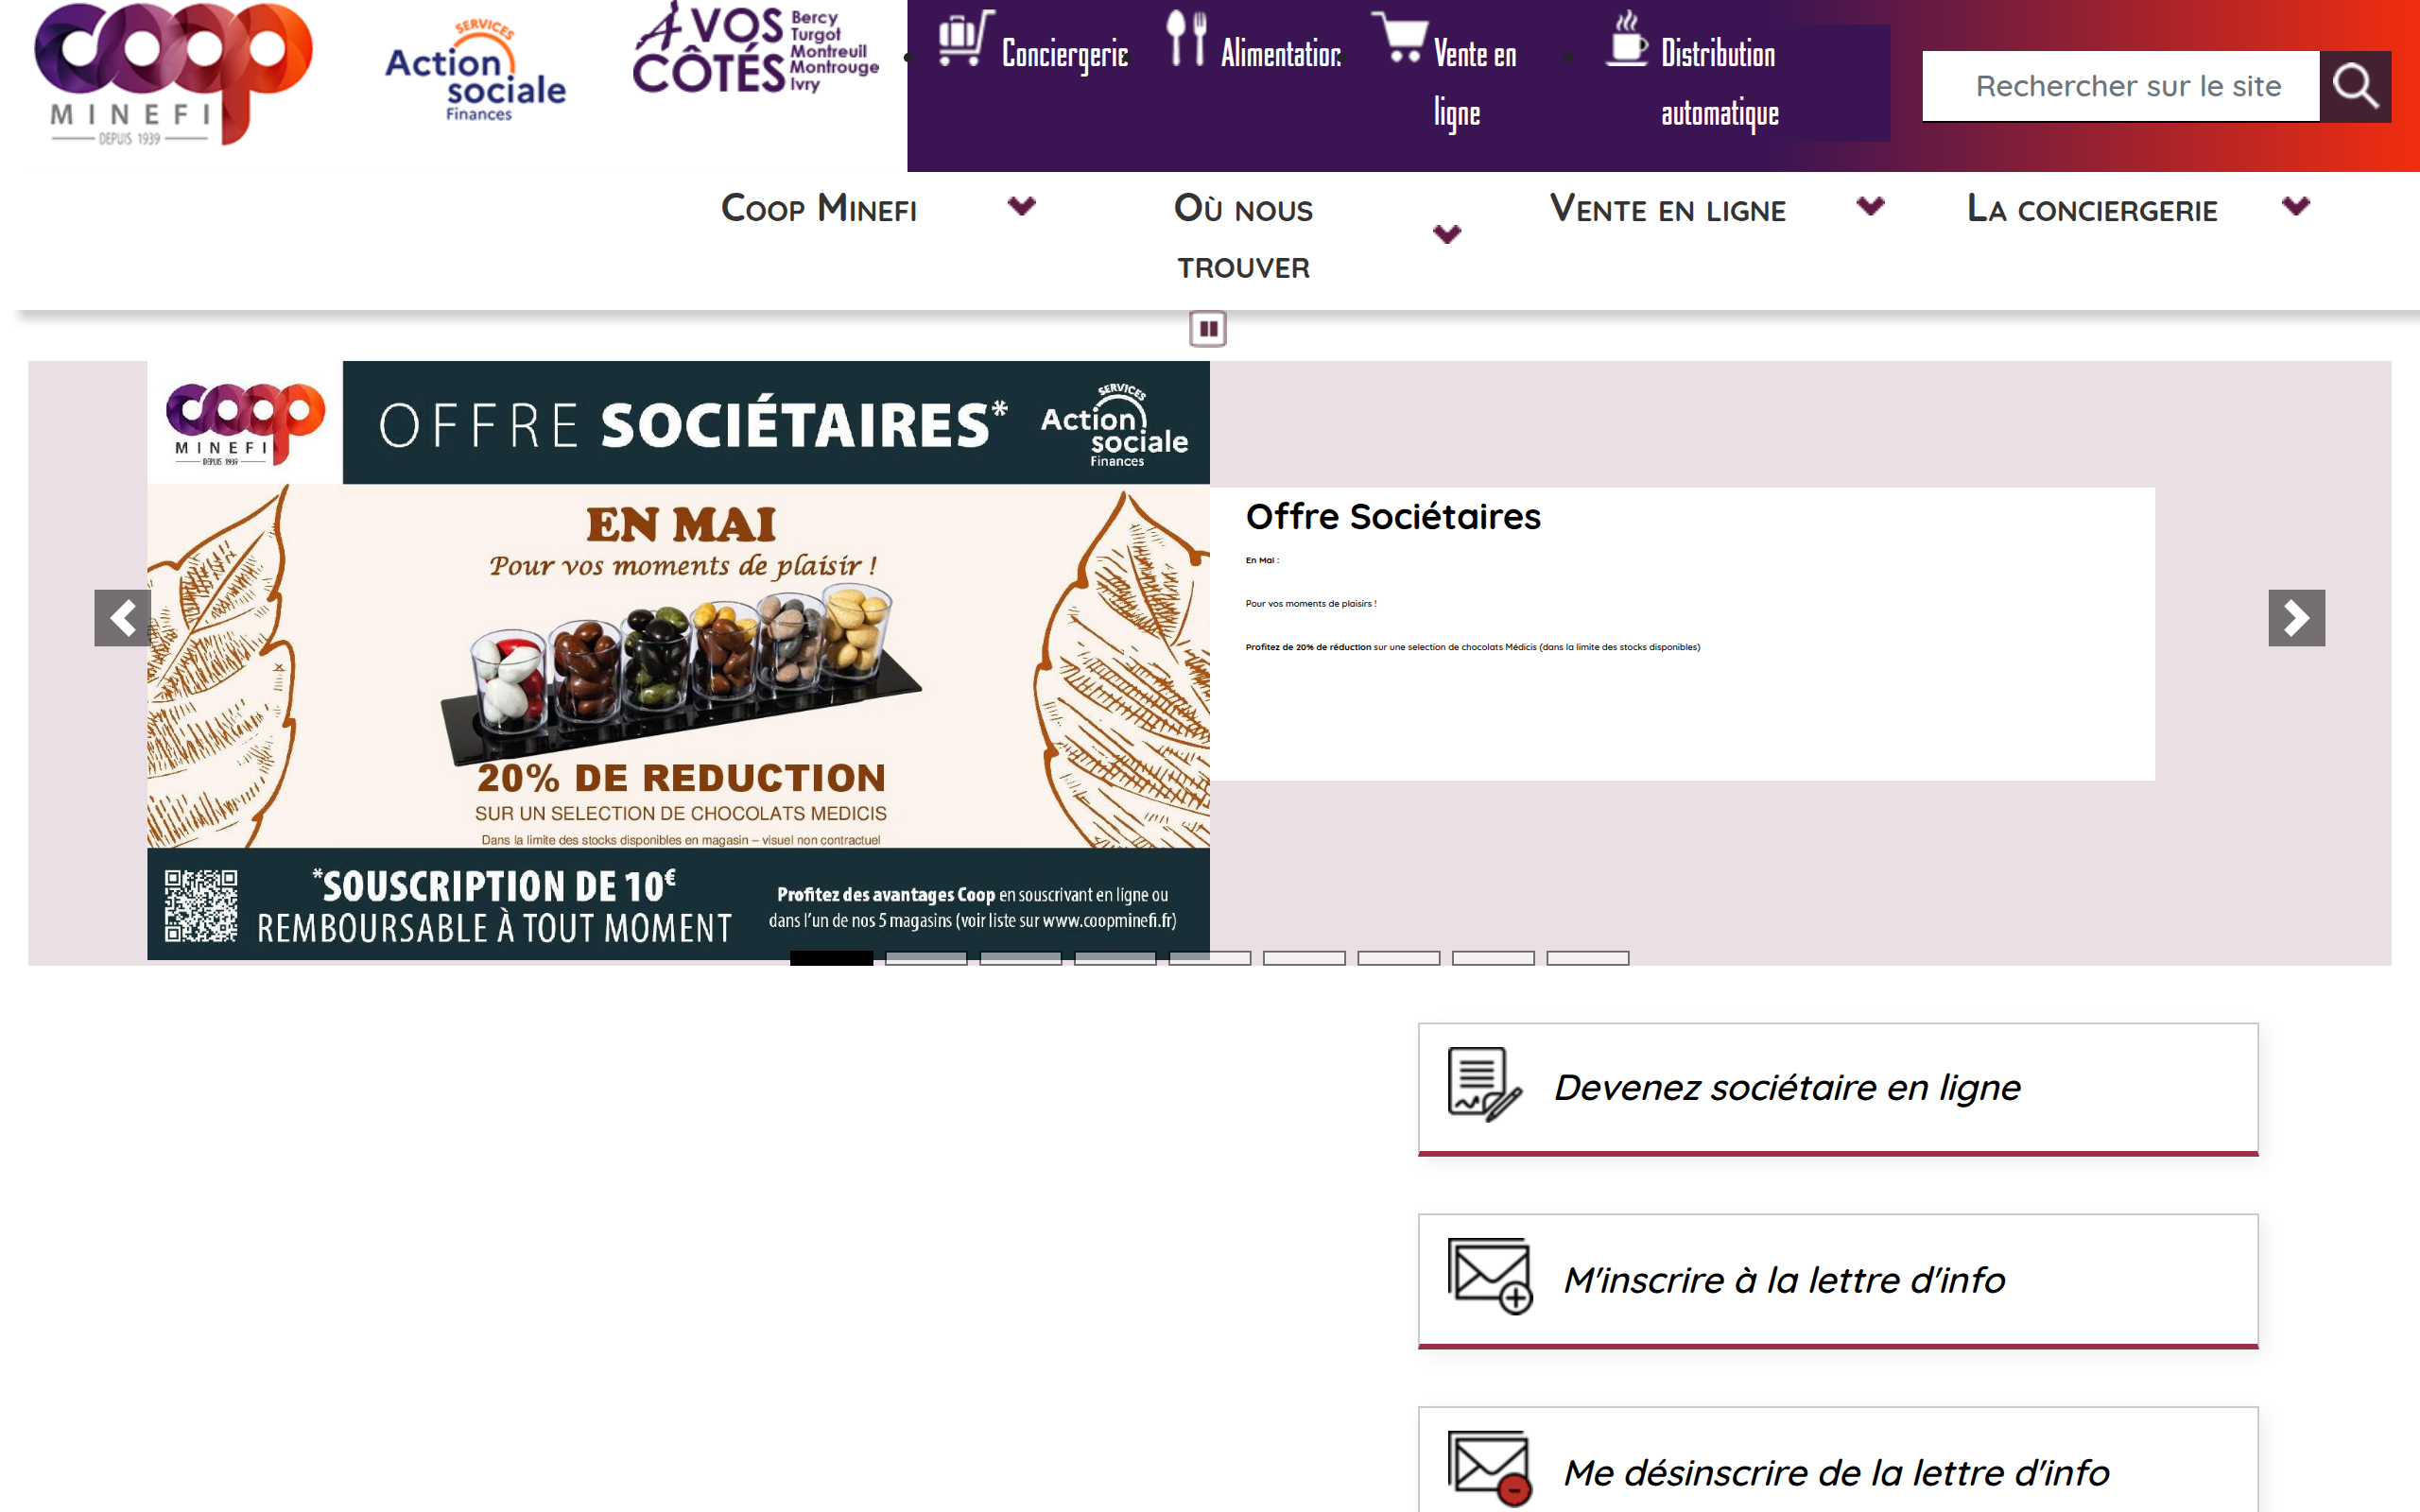 coop
MINEFI
DEPUIS 1939
SERVICES
Action
sociale
Finances
À VOS
CÔTÉS
Bercy
Turgot
Montreuil
Montrouge
Ivry
Conciergerie
Alimentation
Vente en
ligne
Distribution
automatique
Rechercher sur le site
Coop Minefi
Où nous
trouver
Vente en ligne
La conciergerie
coop
MINEFI
DEPUIS 1939
OFFRE SOCIÉTAIRES*
SERVICES
Action
sociale
Finances
EN MAI
Pour vos moments de plaisir !
20% DE REDUCTION
SUR UN SELECTION DE CHOCOLATS MEDICIS
Dans la limite des stocks disponibles en magasin – visuel non contractuel
*SOUSCRIPTION DE 10€
REMBOURSABLE À TOUT MOMENT
Profitez des avantages Coop en souscrivant en ligne ou
dans l'un de nos 5 magasins (voir liste sur www.coopminefi.fr)
Offre Sociétaires
En Mai :
Pour vos moments de plaisirs !
Profitez de 20% de réduction sur une selection de chocolats Médicis (dans la limite des stocks disponibles)
Devenez sociétaire en ligne
M'inscrire à la lettre d'info
Me désinscrire de la lettre d'info